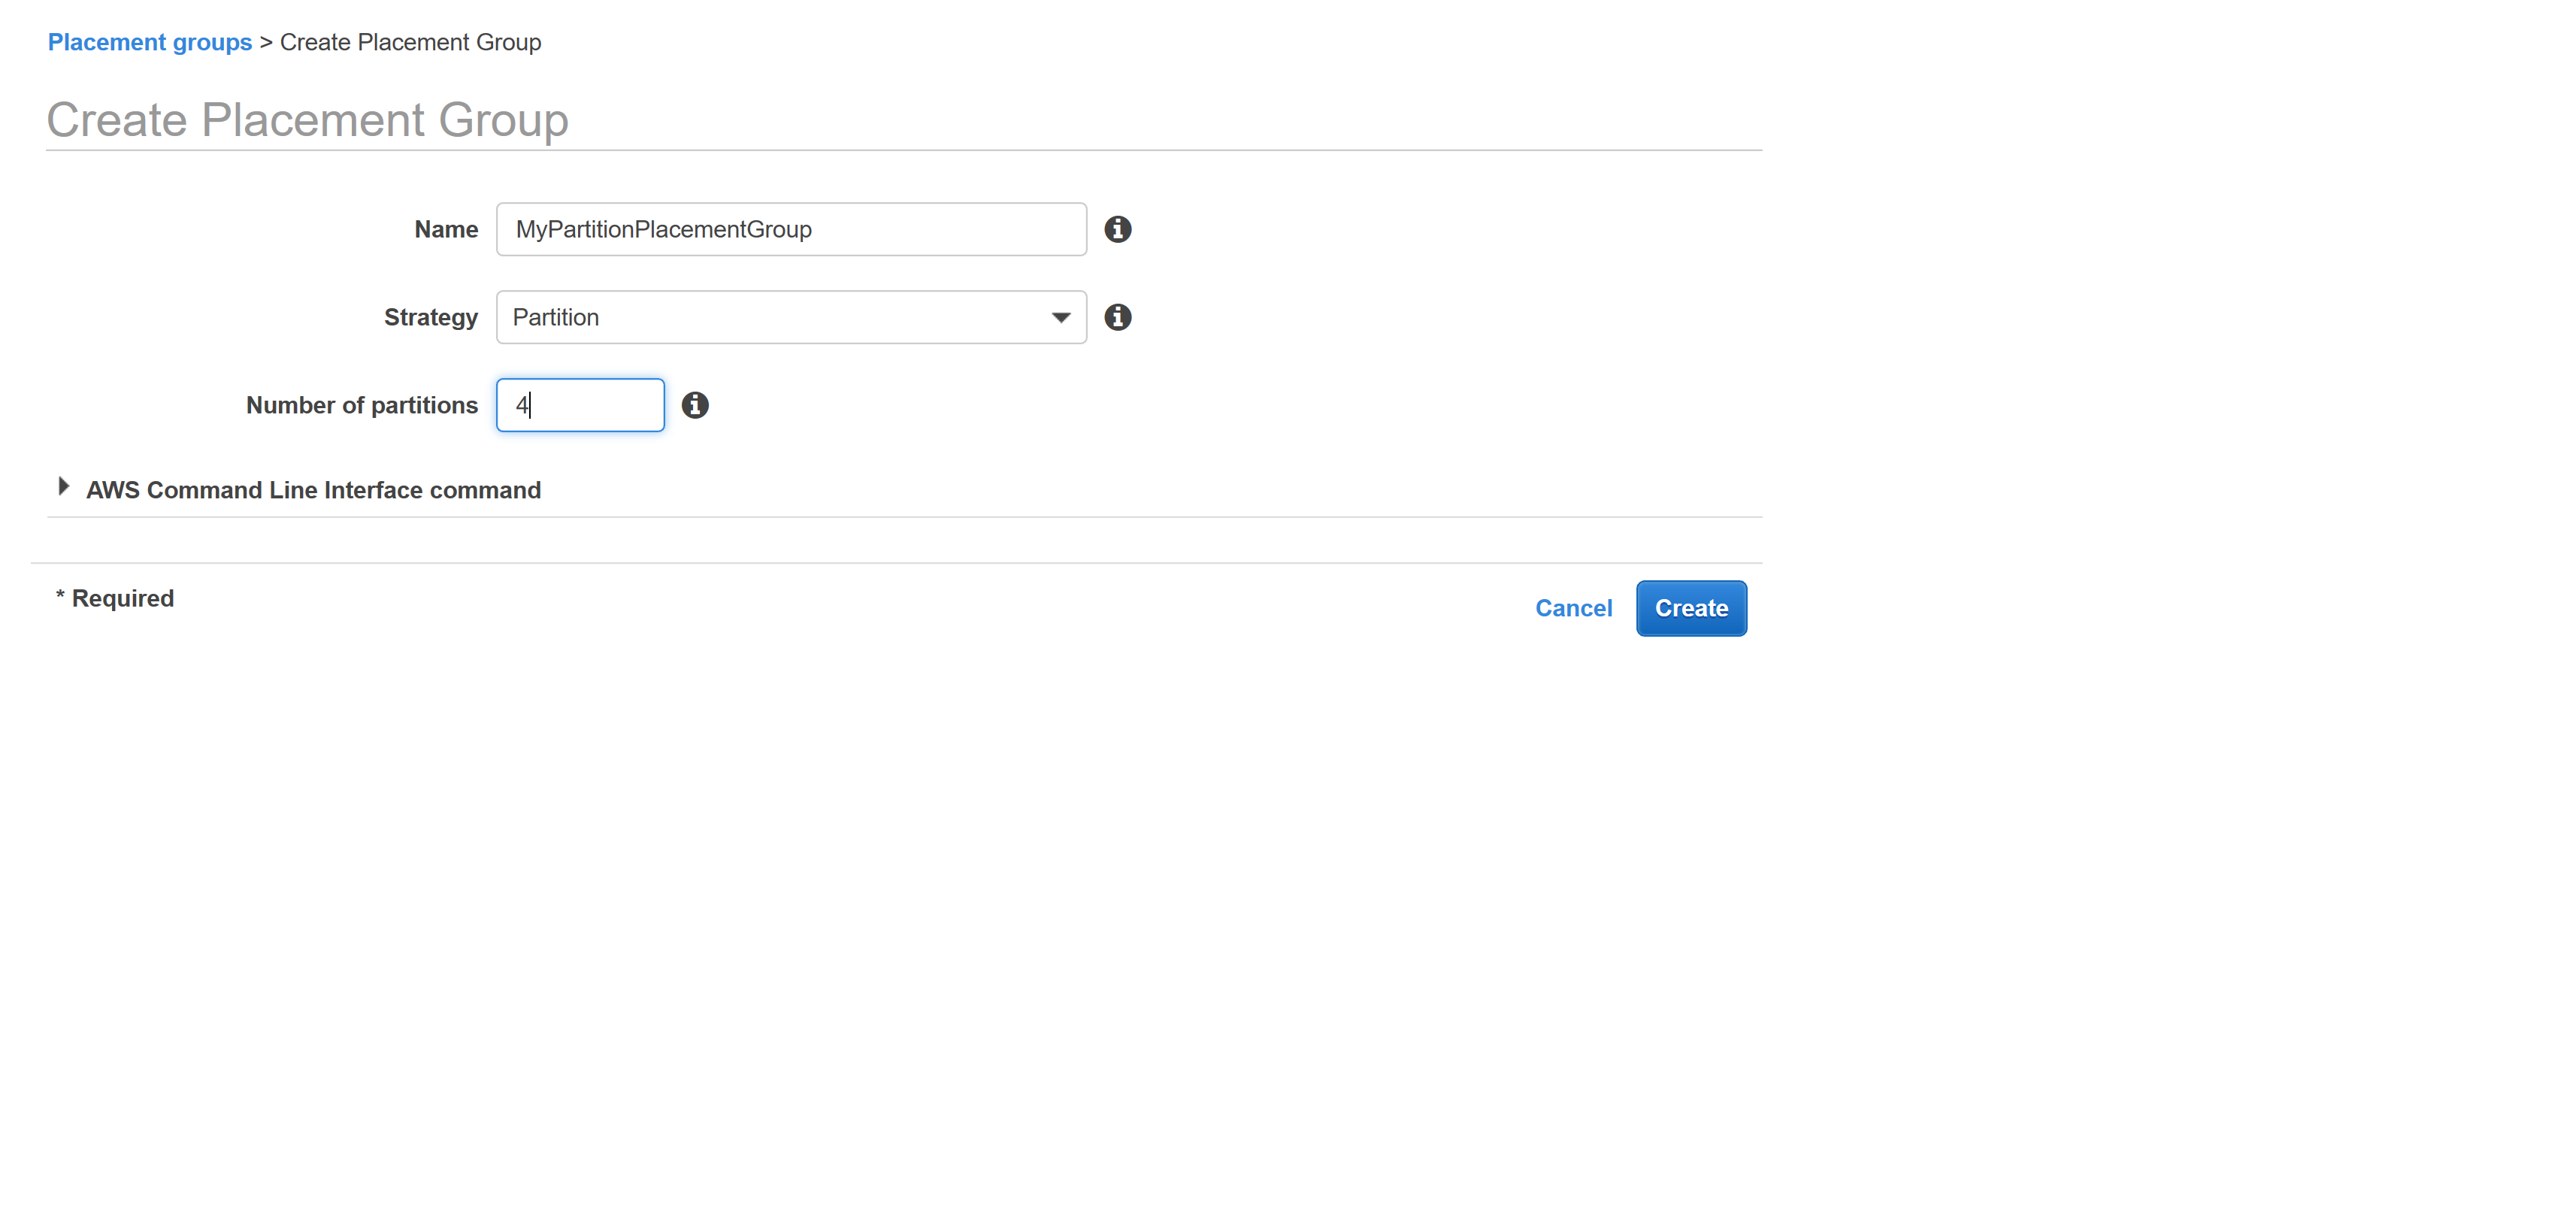 Placement groups > Create Placement Group
Create Placement Group
Name MyPartitionPlacementGroup
Strategy Partition
Number of partitions 4
AWS Command Line Interface command
* Required
Cancel Create